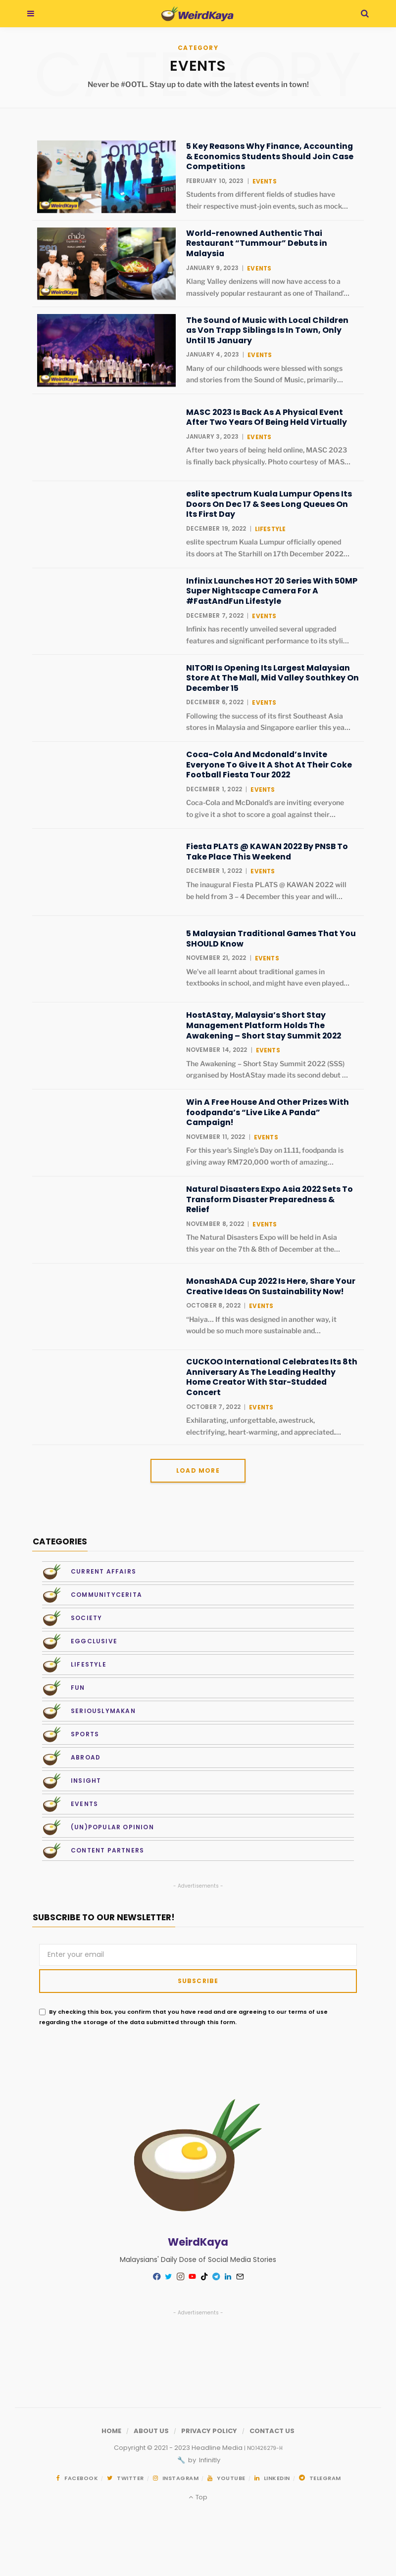 WeirdKaya
CATEGORY
EVENTS
Never be #OOTL. Stay up to date with the latest events in town!
5 Key Reasons Why Finance, Accounting
& Economics Students Should Join Case
Competitions
FEBRUARY 10, 2023 | EVENTS
Students from different fields of studies have
their respective must-join events, such as mock...
World-renowned Authentic Thai
Restaurant “Tummour” Debuts in
Malaysia
JANUARY 9, 2023 | EVENTS
Klang Valley denizens will now have access to a
massively popular restaurant as one of Thailand'...
The Sound of Music with Local Children
as Von Trapp Siblings Is In Town, Only
Until 15 January
JANUARY 4, 2023 | EVENTS
Many of our childhoods were blessed with songs
and stories from the Sound of Music, primarily...
MASC 2023 Is Back As A Physical Event
After Two Years Of Being Held Virtually
JANUARY 3, 2023 | EVENTS
After two years of being held online, MASC 2023
is finally back physically. Photo courtesy of MAS...
eslite spectrum Kuala Lumpur Opens Its
Doors On Dec 17 & Sees Long Queues On
Its First Day
DECEMBER 19, 2022 | LIFESTYLE
eslite spectrum Kuala Lumpur officially opened
its doors at The Starhill on 17th December 2022...
Infinix Launches HOT 20 Series With 50MP
Super Nightscape Camera For A
#FastAndFun Lifestyle
DECEMBER 7, 2022 | EVENTS
Infinix has recently unveiled several upgraded
features and significant performance to its styli...
NITORI Is Opening Its Largest Malaysian
Store At The Mall, Mid Valley Southkey On
December 15
DECEMBER 6, 2022 | EVENTS
Following the success of its first Southeast Asia
stores in Malaysia and Singapore earlier this yea...
Coca-Cola And Mcdonald’s Invite
Everyone To Give It A Shot At Their Coke
Football Fiesta Tour 2022
DECEMBER 1, 2022 | EVENTS
Coca-Cola and McDonald’s are inviting everyone
to give it a shot to score a goal against their...
Fiesta PLATS @ KAWAN 2022 By PNSB To
Take Place This Weekend
DECEMBER 1, 2022 | EVENTS
The inaugural Fiesta PLATS @ KAWAN 2022 will
be held from 3 – 4 December this year and will...
5 Malaysian Traditional Games That You
SHOULD Know
NOVEMBER 21, 2022 | EVENTS
We’ve all learnt about traditional games in
textbooks in school, and might have even played...
HostAStay, Malaysia’s Short Stay
Management Platform Holds The
Awakening – Short Stay Summit 2022
NOVEMBER 14, 2022 | EVENTS
The Awakening – Short Stay Summit 2022 (SSS)
organised by HostAStay made its second debut ...
Win A Free House And Other Prizes With
foodpanda’s “Live Like A Panda”
Campaign!
NOVEMBER 11, 2022 | EVENTS
For this year’s Single’s Day on 11.11, foodpanda is
giving away RM720,000 worth of amazing...
Natural Disasters Expo Asia 2022 Sets To
Transform Disaster Preparedness &
Relief
NOVEMBER 8, 2022 | EVENTS
The Natural Disasters Expo will be held in Asia
this year on the 7th & 8th of December at the...
MonashADA Cup 2022 Is Here, Share Your
Creative Ideas On Sustainability Now!
OCTOBER 8, 2022 | EVENTS
“Haiya... If this was designed in another way, it
would be so much more sustainable and...
CUCKOO International Celebrates Its 8th
Anniversary As The Leading Healthy
Home Creator With Star-Studded
Concert
OCTOBER 7, 2022 | EVENTS
Exhilarating, unforgettable, awestruck,
electrifying, heart-warming, and appreciated,...
LOAD MORE
CATEGORIES
CURRENT AFFAIRS
COMMUNITYCERITA
SOCIETY
EGGCLUSIVE
LIFESTYLE
FUN
SERIOUSLYMAKAN
SPORTS
ABROAD
INSIGHT
EVENTS
(UN)POPULAR OPINION
CONTENT PARTNERS
- Advertisements -
SUBSCRIBE TO OUR NEWSLETTER!
Enter your email
SUBSCRIBE
By checking this box, you confirm that you have read and are agreeing to our terms of use
regarding the storage of the data submitted through this form.
WeirdKaya
Malaysians' Daily Dose of Social Media Stories
- Advertisements -
HOME / ABOUT US / PRIVACY POLICY / CONTACT US
Copyright © 2021 - 2023 Headline Media
🔧 by Infinitly
FACEBOOK TWITTER INSTAGRAM YOUTUBE LINKEDIN TELEGRAM
Top